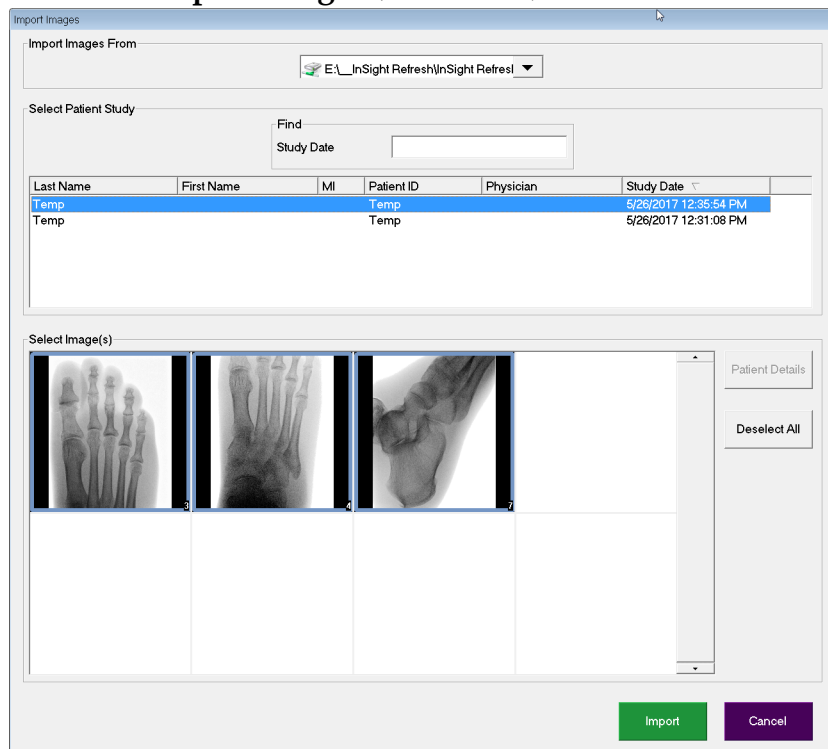 Import Images
Import Images From
E:\__InSight Refresh\InSight Refresl
Select Patient Study
Find
Study Date
Last Name First Name MI Patient ID Physician Study Date
Temp Temp 5/26/2017 12:35:54 PM
Temp Temp 5/26/2017 12:31:08 PM
Select Image(s)
Patient Details
Deselect All
3 4 7
Import Cancel